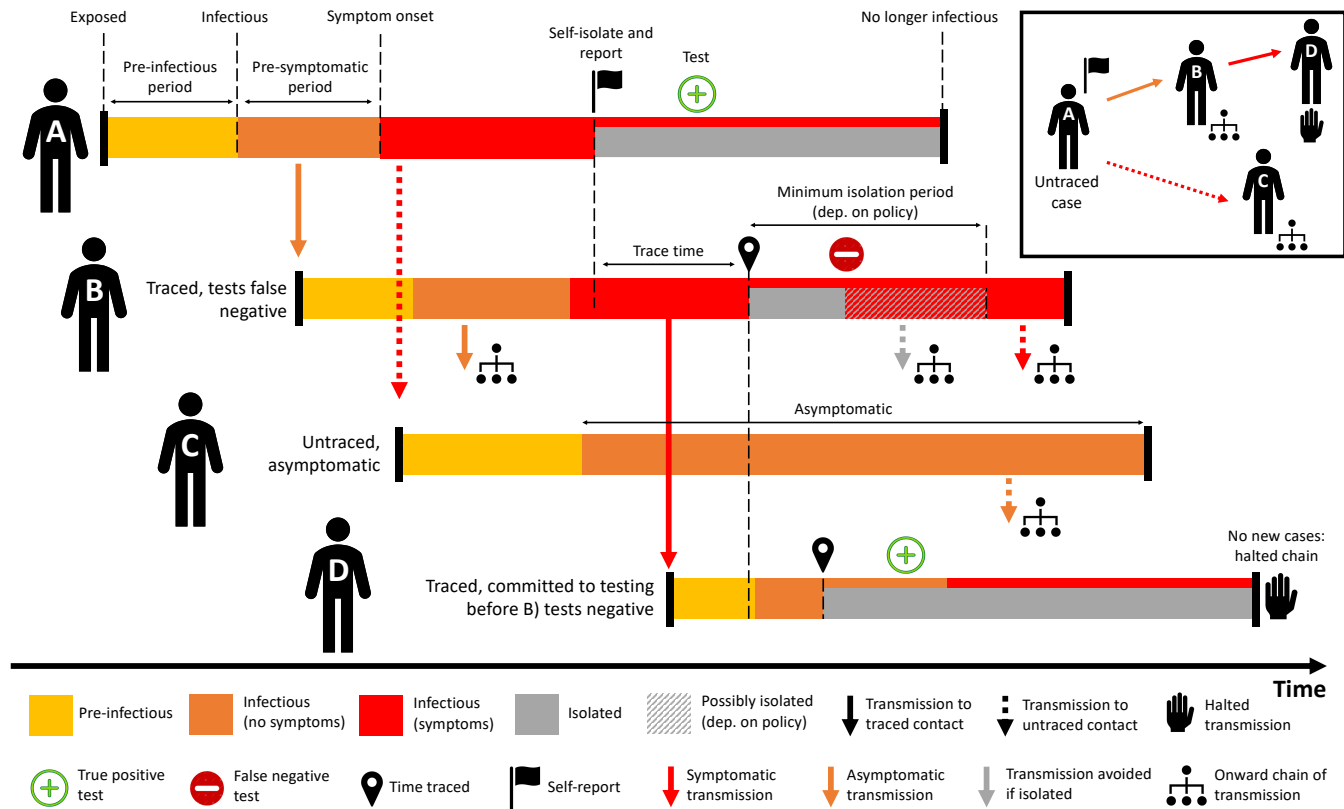 Exposed
Infectious
Symptom onset
No longer infectious
Self-isolate and
report
Test
Pre-infectious
period
Pre-symptomatic
period
A
B
D
A
C
Untraced
case
Minimum isolation period
(dep. on policy)
Trace time
B
Traced, tests false
negative
Asymptomatic
C
Untraced,
asymptomatic
No new cases:
halted chain
D
Traced, committed to testing
before B) tests negative
Time
Pre-infectious
Infectious
(no symptoms)
Infectious
(symptoms)
Isolated
Possibly isolated
(dep. on policy)
Transmission to
traced contact
Transmission to
untraced contact
Halted
transmission
True positive
test
False negative
test
Time traced
Self-report
Symptomatic
transmission
Asymptomatic
transmission
Transmission avoided
if isolated
Onward chain of
transmission